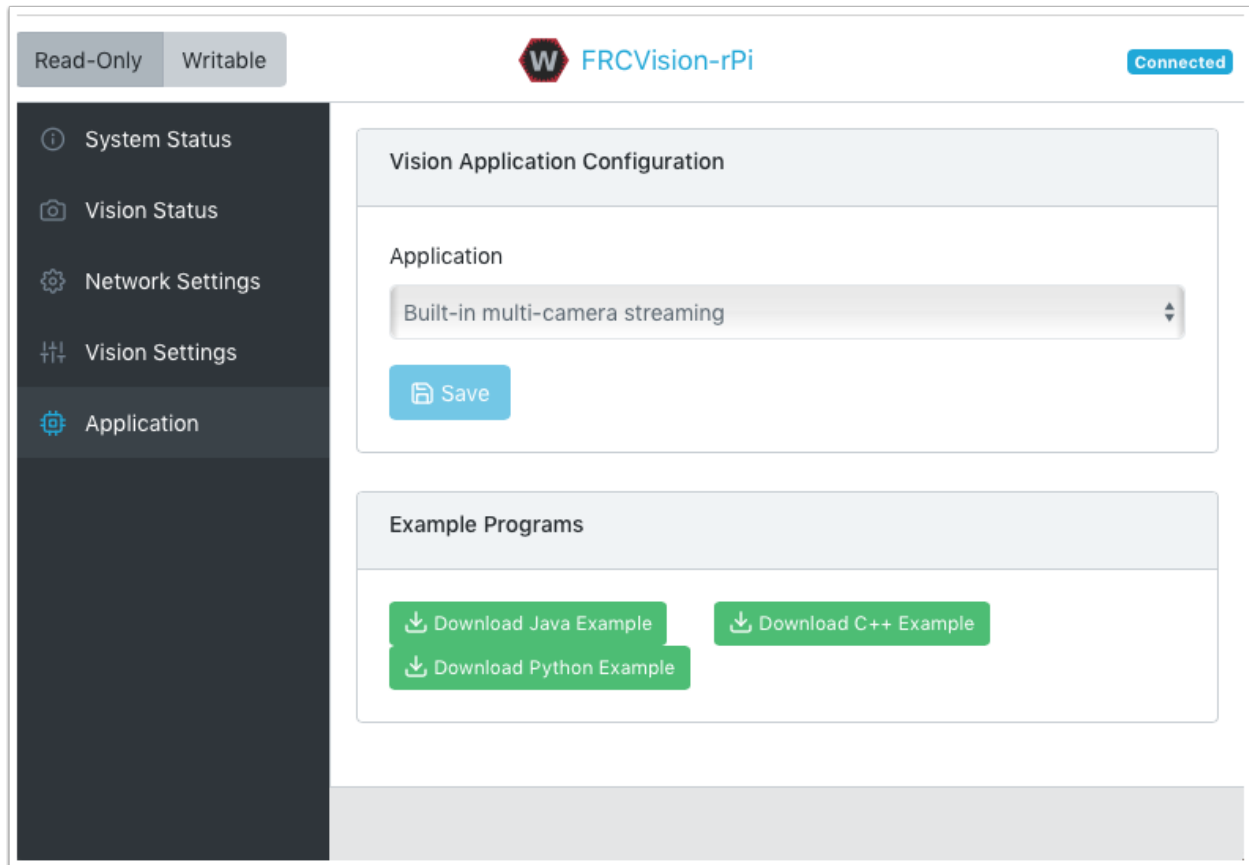 Read-Only Writable
W FRCVision-rPi
Connected
System Status
Vision Status
Network Settings
Vision Settings
Application
Vision Application Configuration
Application
Built-in multi-camera streaming
Save
Example Programs
Download Java Example
Download C++ Example
Download Python Example